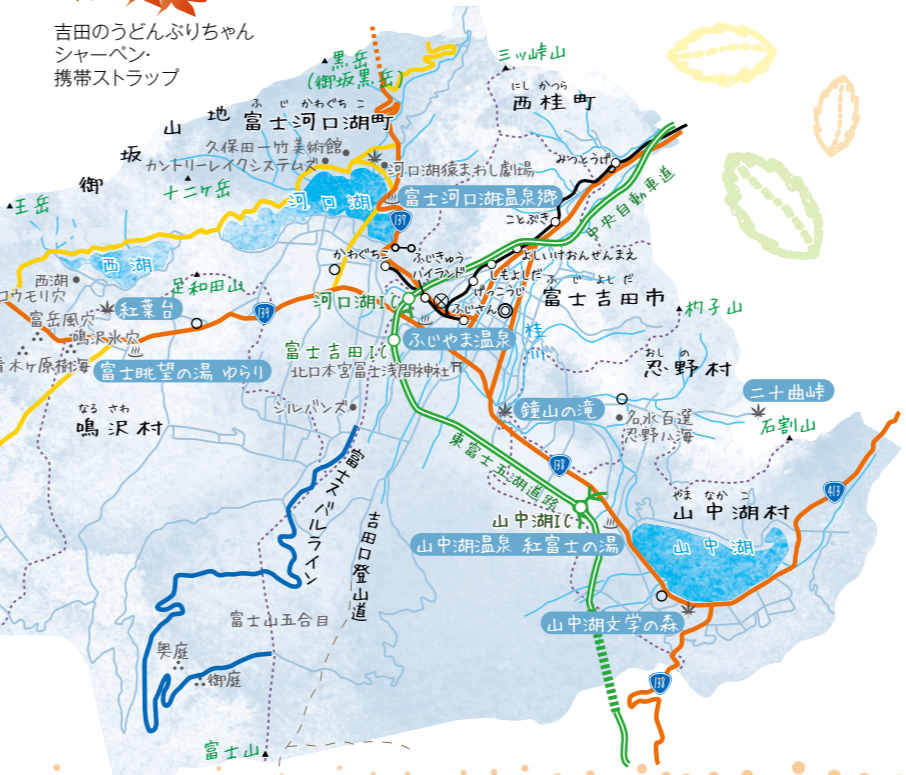 吉田のうどんぶりちゃん
シャーペン・
携帯ストラップ
黒岳
(御坂黒岳)
三ッ峠山
にし かつら
西桂町
御坂山地
ふ じ かわぐち こ
富士河口湖町
久保田一竹美術館
カントリーレイクシステムズ
河口湖猿まわし劇場
みつとうげ
十二ケ岳
王岳
河口湖
富士河口湖温泉郷
137
ことぶき
中央自動車道
西湖
西湖
コウモリ穴
足和田山
かわぐちこ
ふじきゅう
ハイランド
よしいけおんせんまえ
しもよしだ
げっこうじ
ふじさん
ふ じ よし だ
富士吉田市
杓子山
紅葉台
139
河口湖IC
富岳風穴
鳴沢氷穴
青木ヶ原樹海
富士眺望の湯 ゆらり
富士吉田IC
ふじやま温泉
北口本宮富士浅間神社
桂川
おし の
忍野村
二十曲峠
なる さわ
鳴沢村
シルバンズ
鐘山の滝
名水百選
忍野八海
石割山
富士スバルライン
吉田口登山道
東富士五湖道路
138
413
やま なか こ
山中湖村
山中湖IC
山中湖
山中湖温泉 紅富士の湯
富士山五合目
山中湖文学の森
奥庭
御庭
138
富士山